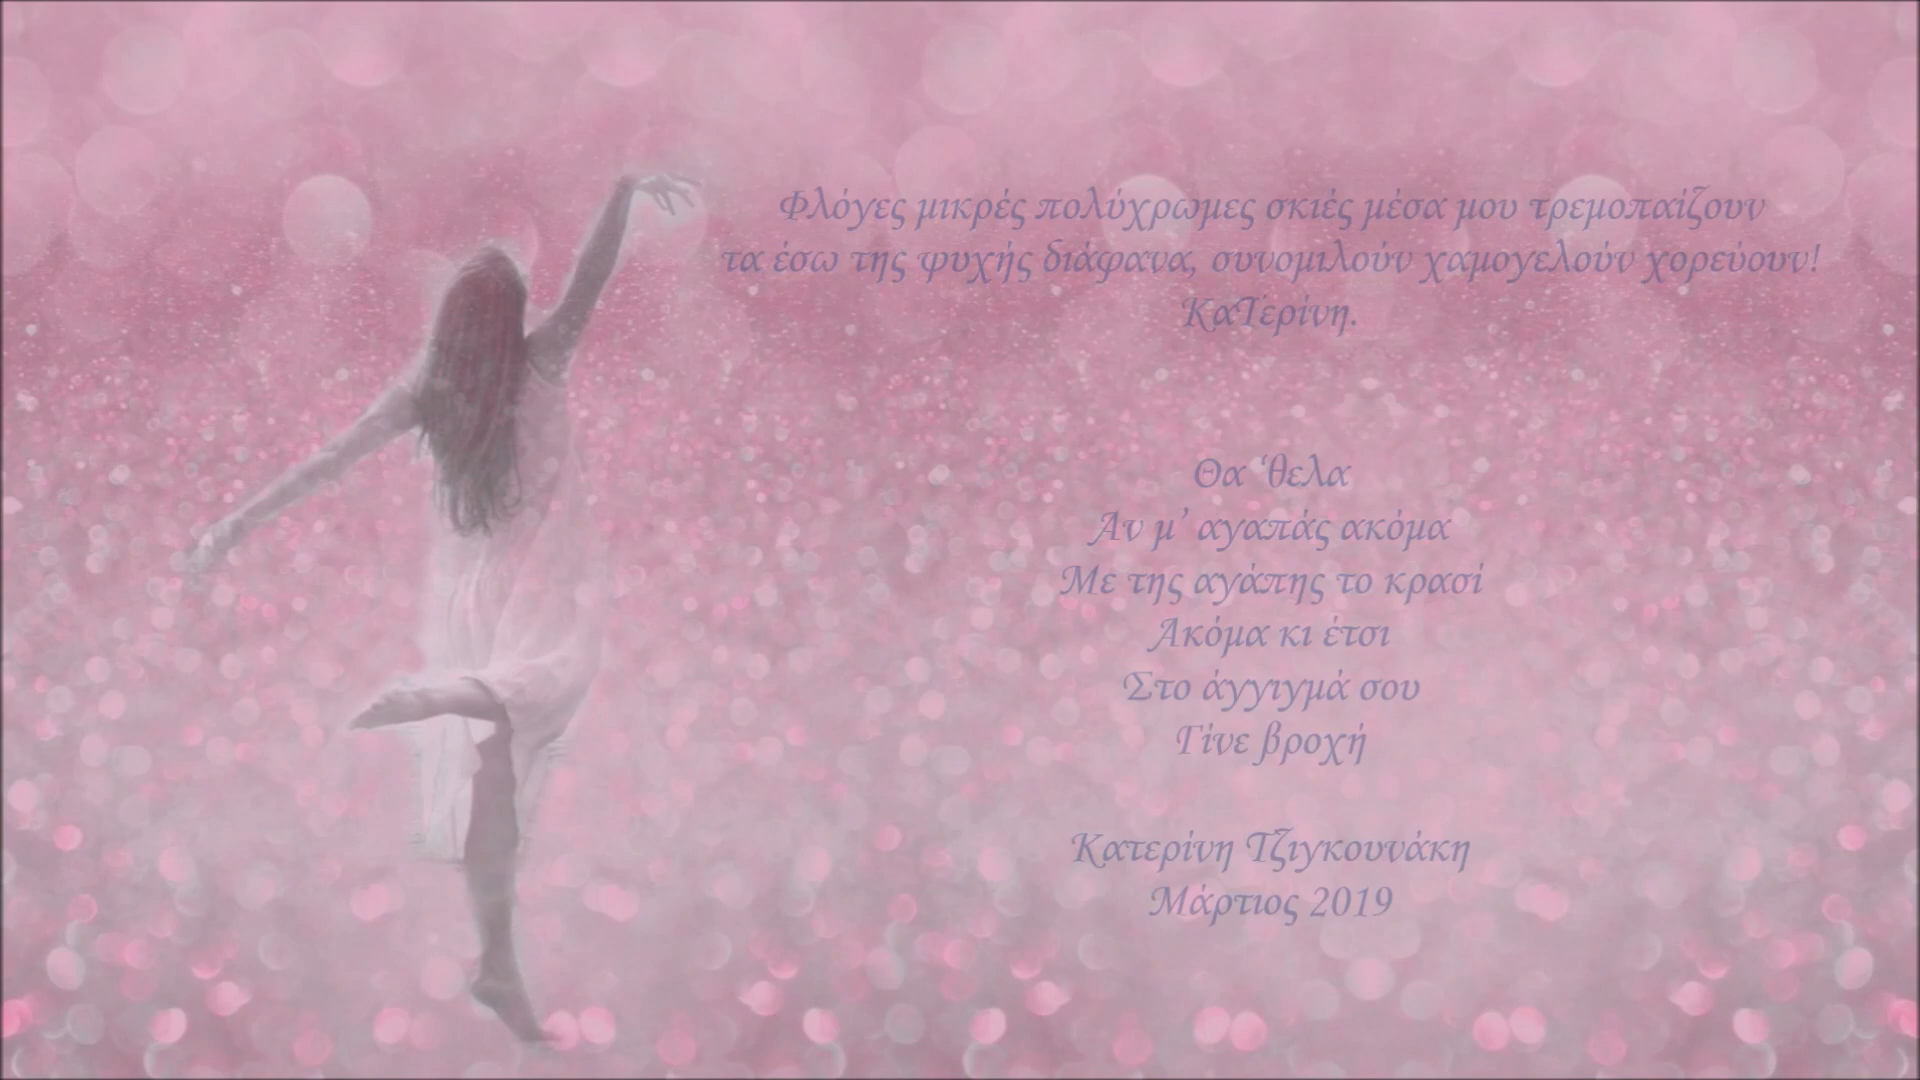 Φλόγες μικρές πολύχρωμες σκιές μέσα μου τρεμοπαίζουν
τα έσω της ψυχής διάφανα, συνομιλούν χαμογελούν χορεύουν!
ΚαΤερίνη.
Θα ‘θελα
Αν μ’ αγαπάς ακόμα
Με της αγάπης το κρασί
Ακόμα κι έτσι
Στο άγγιγμά σου
Γίνε βροχή
Κατερίνη Τζιγκουνάκη
Μάρτιος 2019